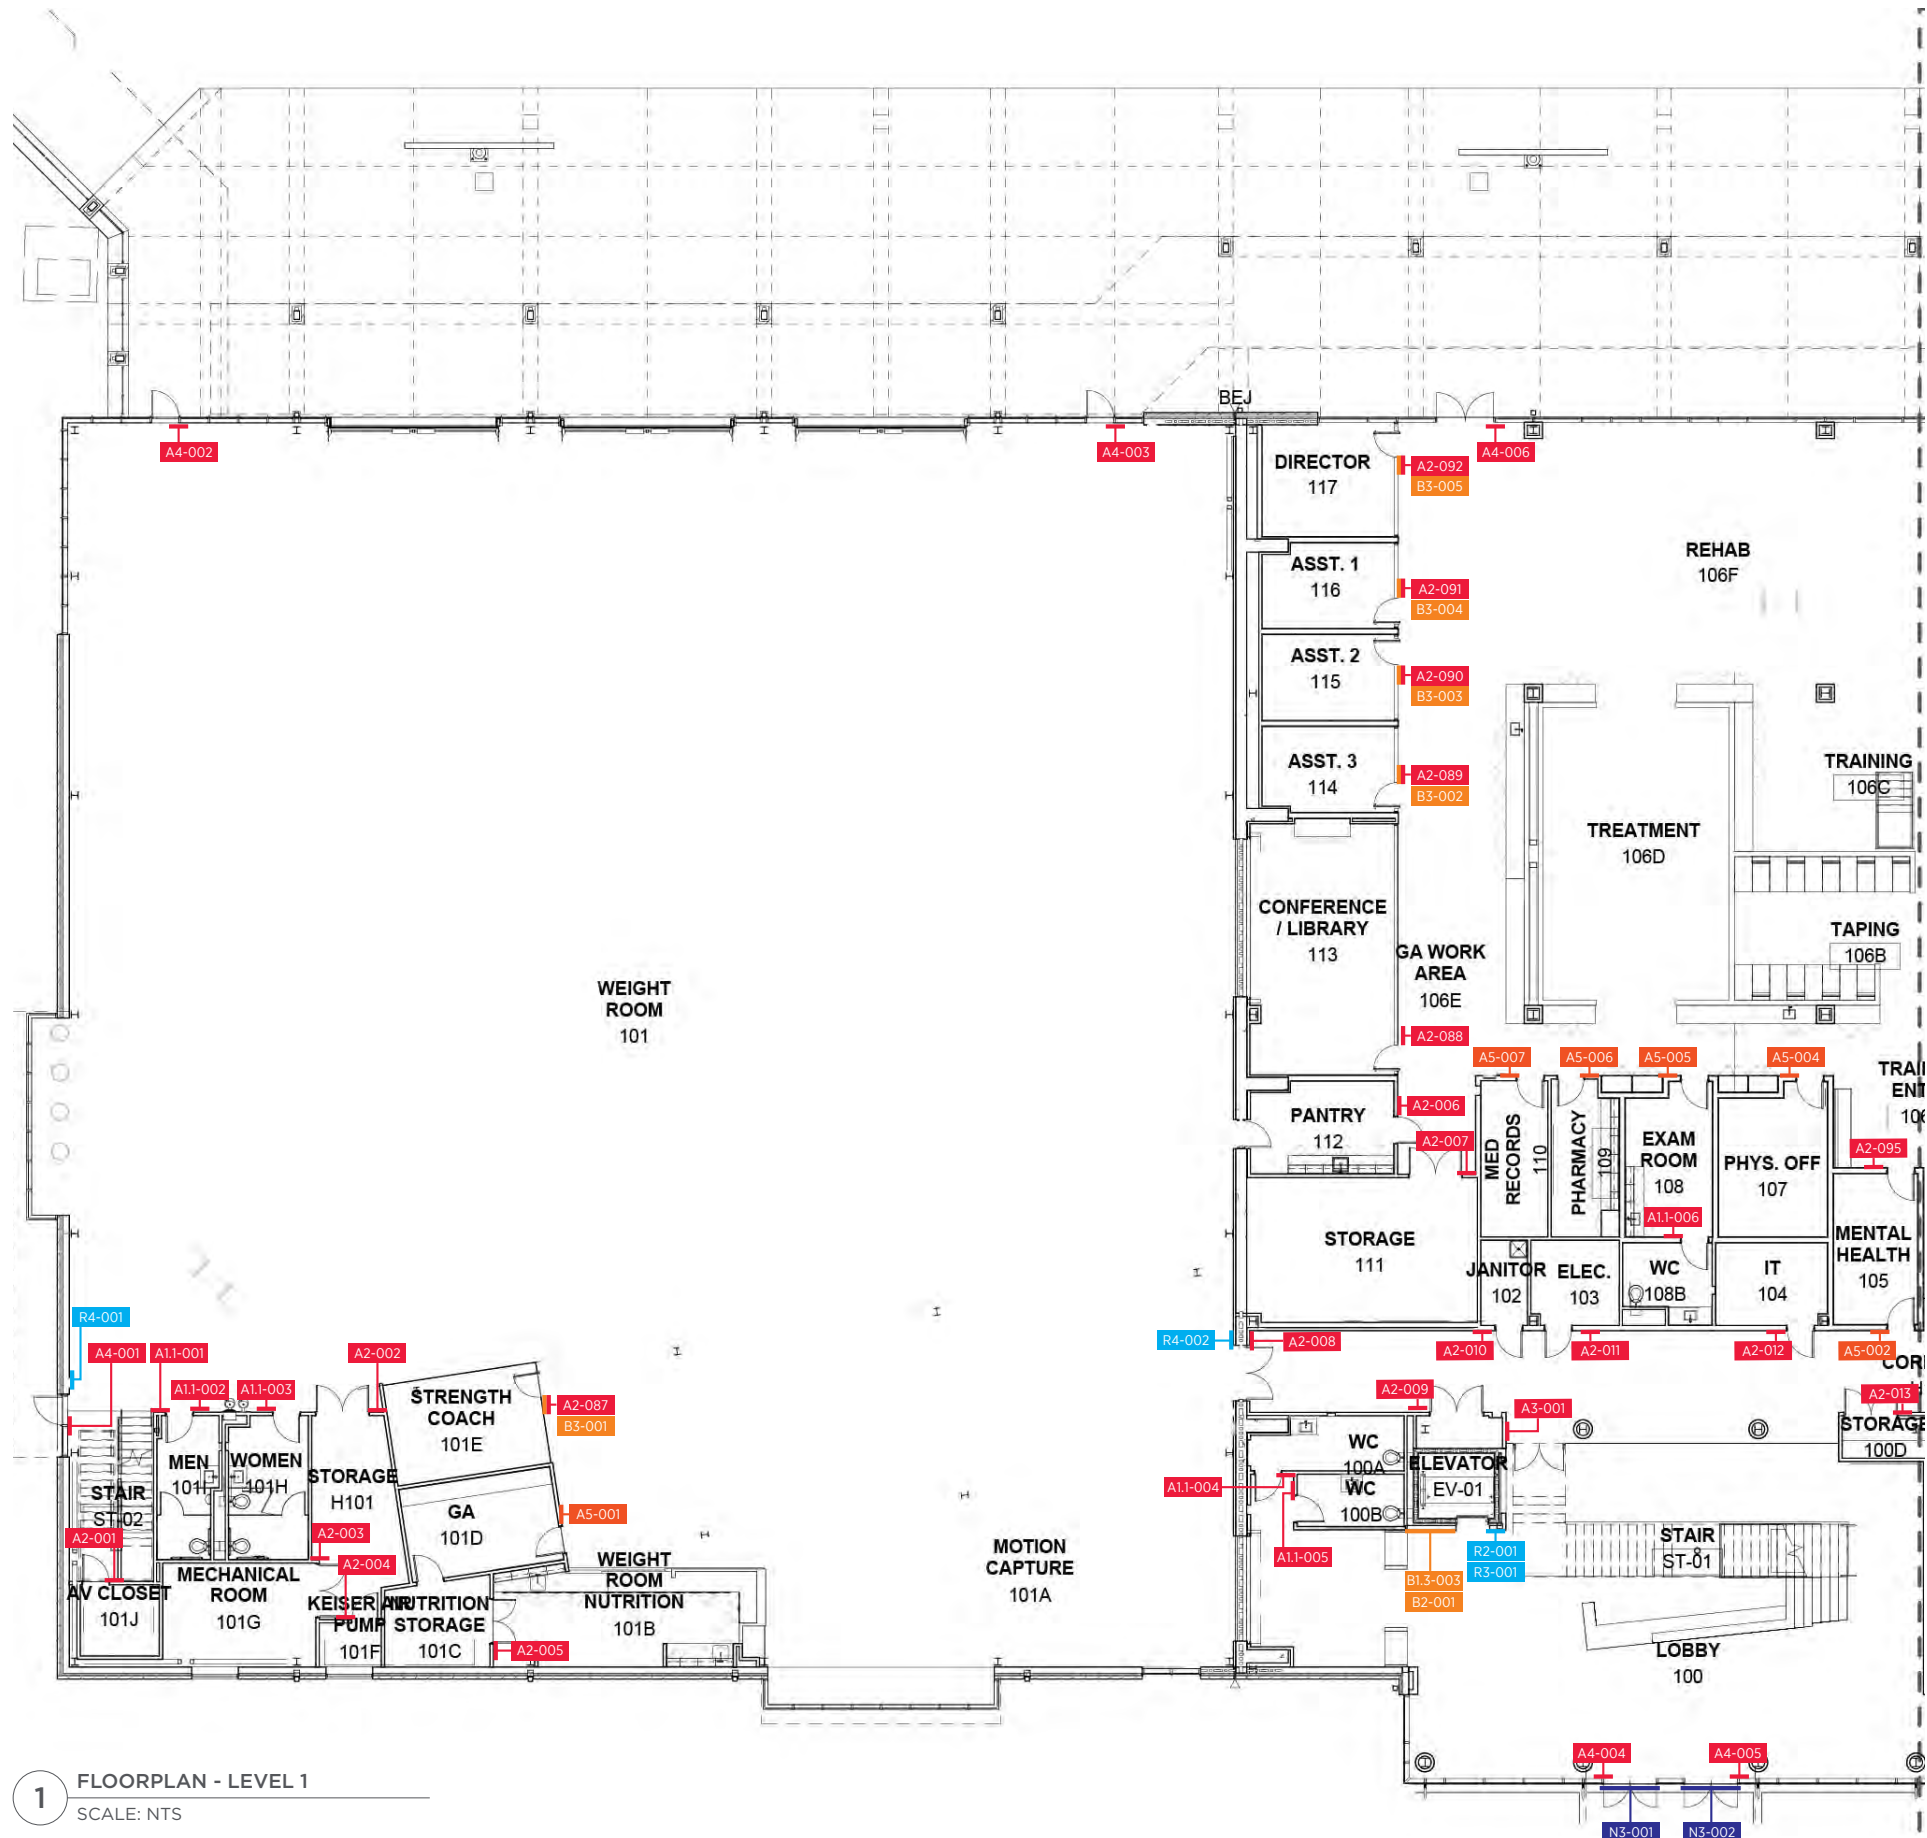 BEJ
A4-002
A4-003
A4-006
DIRECTOR
117
A2-092
B3-005
REHAB
106F
ASST. 1
116
A2-091
B3-004
ASST. 2
115
A2-090
B3-003
ASST. 3
114
A2-089
B3-002
TRAINING
106C
TREATMENT
106D
CONFERENCE
/ LIBRARY
113
GA WORK
AREA
106E
TAPING
106B
WEIGHT
ROOM
101
A2-088
A5-007
A5-006
A5-005
A5-004
TRAI
ENT
106
PANTRY
112
A2-006
A2-007
MED
RECORDS
110
PHARMACY
109
EXAM
ROOM
108
A1.1-006
PHYS. OFF
107
A2-095
MENTAL
HEALTH
105
STORAGE
111
JANITOR
102
ELEC.
103
WC
108B
IT
104
R4-001
R4-002
A2-008
A2-010
A2-011
A2-012
A5-002
COR
A4-001
A1.1-001
A1.1-002
A1.1-003
A2-002
STRENGTH
COACH
101E
A2-087
B3-001
A2-009
A3-001
A2-013
STORAGE
100D
MEN
101I
WOMEN
101H
STORAGE
H101
STAIR
ST-02
GA
101D
A5-001
WC
100A
A1.1-004
WC
100B
A1.1-005
ELEVATOR
EV-01
A2-001
A2-003
A2-004
AV CLOSET
101J
MECHANICAL
ROOM
101G
KEISER AIR
PUMP
101F
NUTRITION
STORAGE
101C
A2-005
WEIGHT
ROOM
NUTRITION
101B
MOTION
CAPTURE
101A
R2-001
R3-001
B1.3-003
B2-001
STAIR
ST-01
LOBBY
100
A4-004
A4-005
N3-001
N3-002
1
FLOORPLAN - LEVEL 1
SCALE: NTS